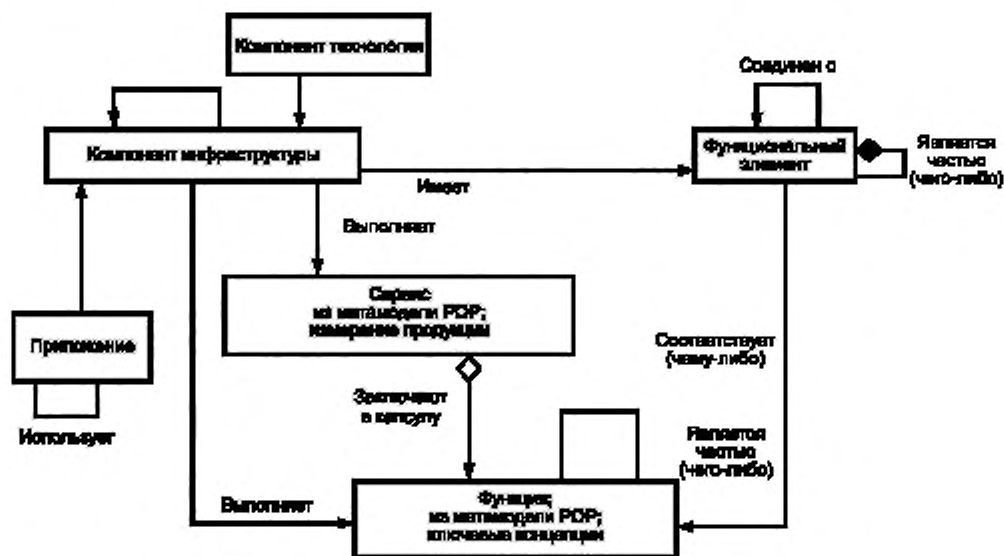 Компонент технологии
Соединен с
Компонент инфраструктуры
Функциональный
элемент
Является
частью
(чего-либо)
Имеет
Выполняет
Сервис
из метамодели POP;
измерение продукции
Приложение
Соответствует
(чему-либо)
Заключают
в капсулу
Использует
Является
частью
(чего-либо)
Выполняет
Функция;
из метамодели POP;
ключевые концепции